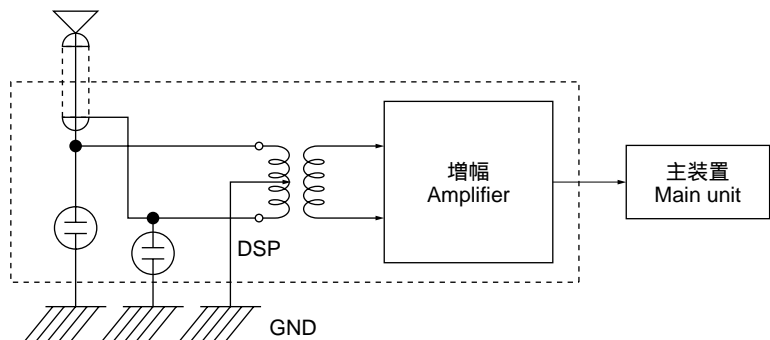 増幅
Amplifier
主装置
Main unit
DSP
GND